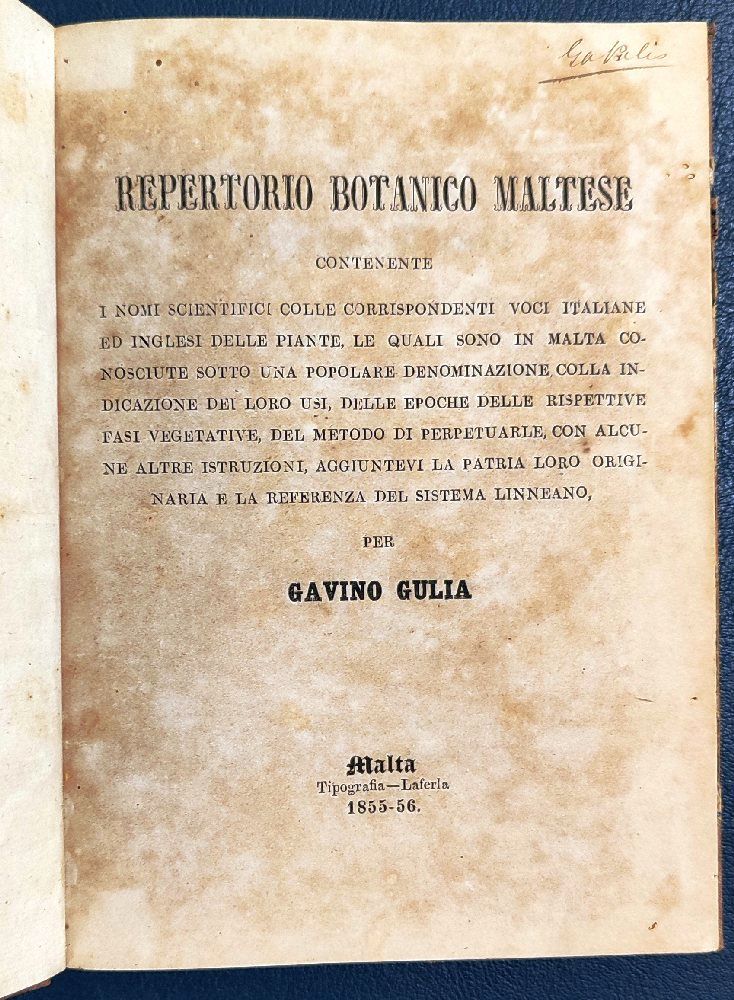 REPERTORIO BOTANICO MALTESE
CONTENENTE
I NOMI SCIENTIFICI COLLE CORRISPONDENTI VOCI ITALIANE
ED INGLESI DELLE PIANTE, LE QUALI SONO IN MALTA CO-
NOSCIUTE SOTTO UNA POPOLARE DENOMINAZIONE, COLLA IN-
DICAZIONE DEI LORO USI, DELLE EPOCHE DELLE RISPETTIVE
FASI VEGETATIVE, DEL METODO DI PERPETUARLE, CON ALCU-
NE ALTRE ISTRUZIONI, AGGIUNTEVI LA PATRIA LORO ORIGI-
NARIA E LA REFERENZA DEL SISTEMA LINNEANO,
PER
GAVINO GULIA
Malta
Tipografia—Laferla
1855-56.